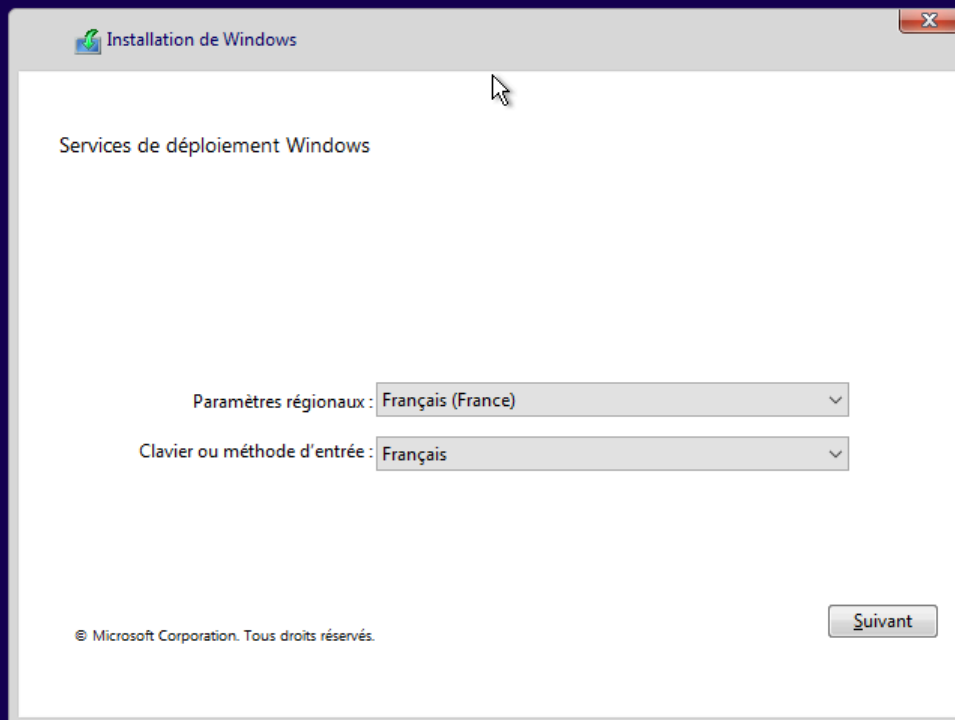 Installation de Windows
Services de déploiement Windows
Paramètres régionaux : Français (France)
Clavier ou méthode d'entrée : Français
Suivant
© Microsoft Corporation. Tous droits réservés.